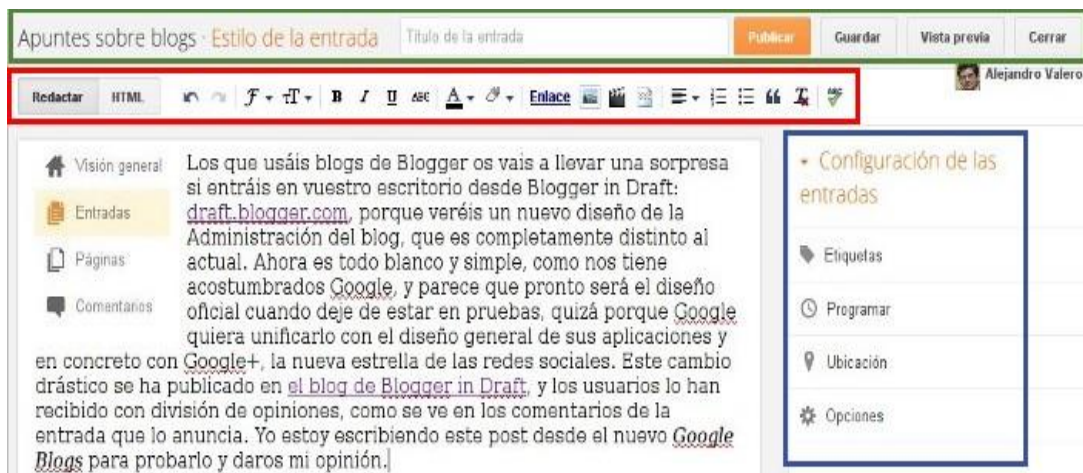 Apuntes sobre blogs · Estilo de la entrada Título de la entrada Publicar Guardar Vista previa Cerrar
Alejandro Valero
Redactar HTML F T B I U ABC A Enlace ABC
Visión general
Entradas
Páginas
Comentarios
Los que usáis blogs de Blogger os vais a llevar una sorpresa
si entráis en vuestro escritorio desde Blogger in Draft:
draft.blogger.com, porque veréis un nuevo diseño de la
Administración del blog, que es completamente distinto al
actual. Ahora es todo blanco y simple, como nos tiene
acostumbrados Google, y parece que pronto será el diseño
oficial cuando deje de estar en pruebas, quizá porque Google
quiera unificarlo con el diseño general de sus aplicaciones y
en concreto con Google+, la nueva estrella de las redes sociales. Este cambio
drástico se ha publicado en el blog de Blogger in Draft, y los usuarios lo han
recibido con división de opiniones, como se ve en los comentarios de la
entrada que lo anuncia. Yo estoy escribiendo este post desde el nuevo Google
Blogs para probarlo y daros mi opinión.
Configuración de las
entradas
Etiquetas
Programar
Ubicación
Opciones